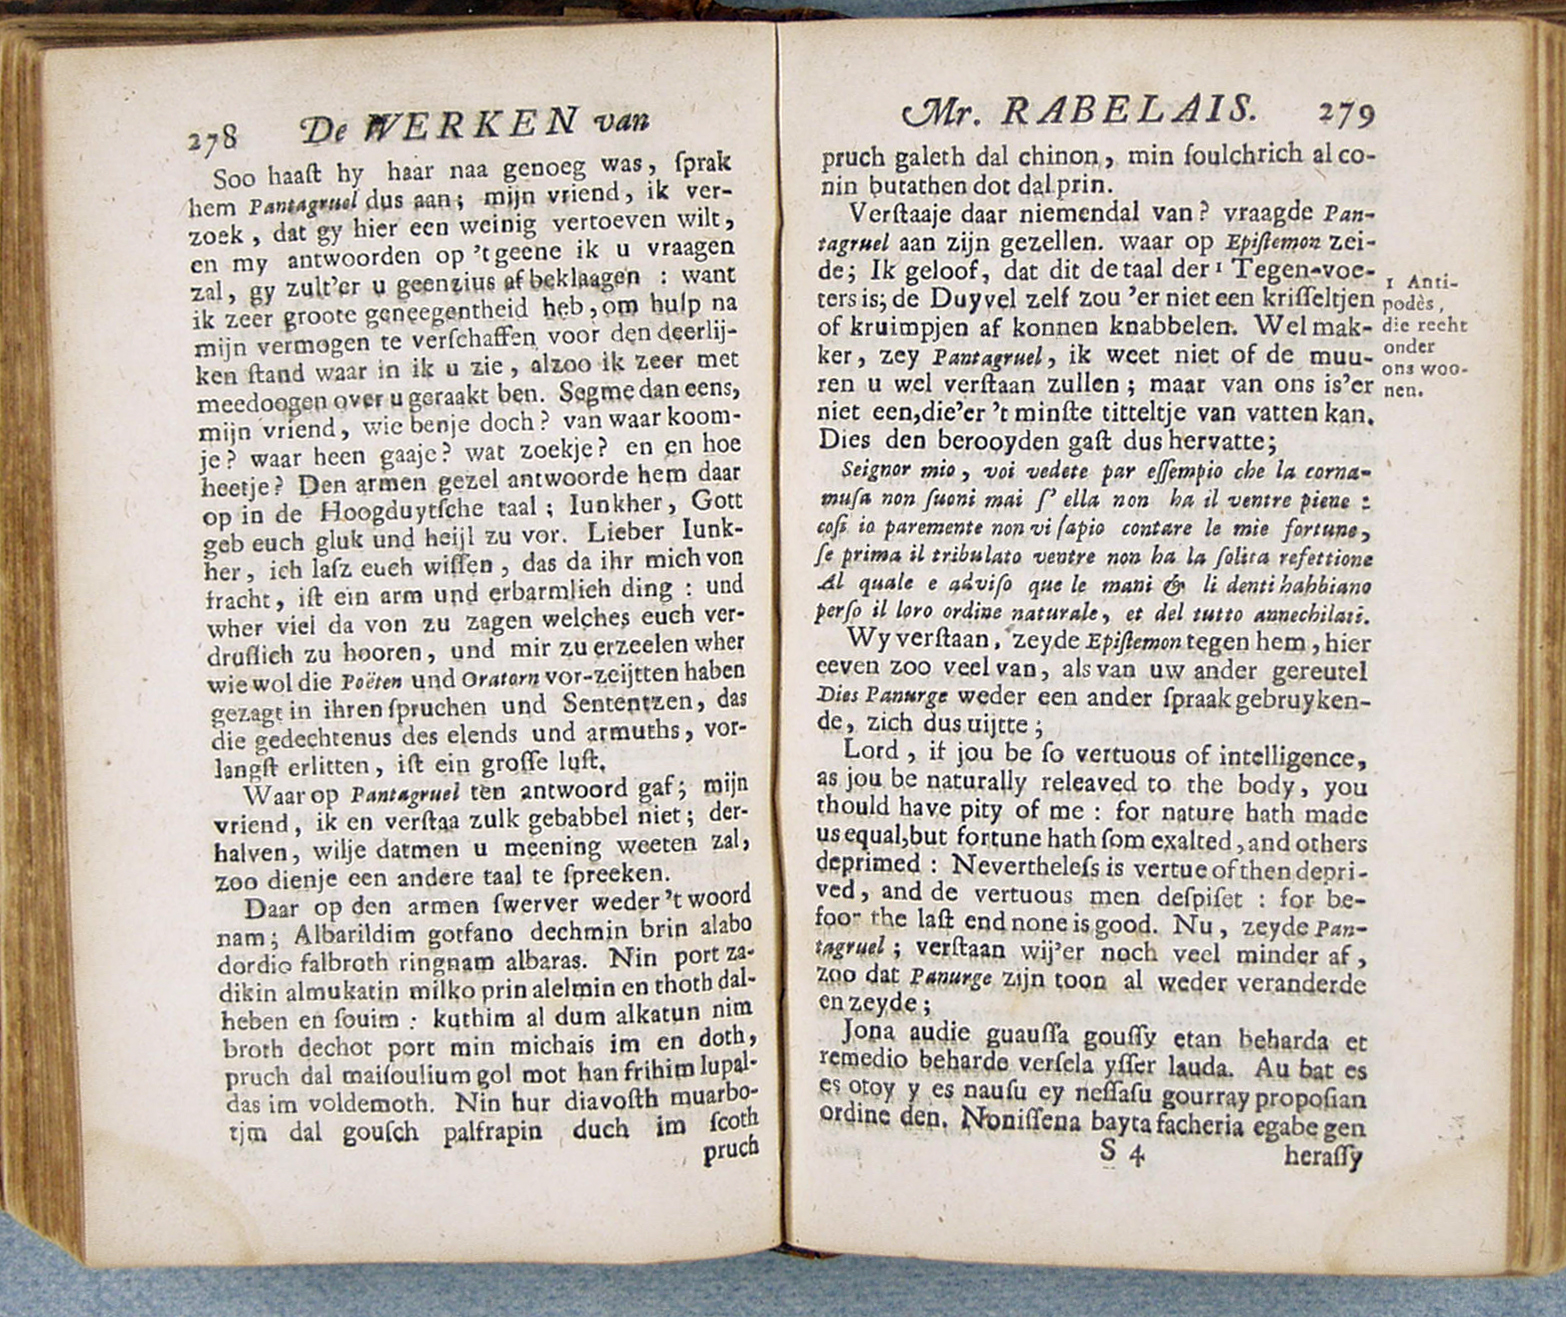 278 De WERKEN van
Soo haaſt hy haar naa genoeg was, ſprak
hem Pantagruel dus aan; mijn vriend, ik ver-
zoek, dat gy hier een weinig vertoeven wilt,
en my antwoorden op 't geene ik u vraagen
zal, gy zult'er u geenzius af beklaagen : want
ik zeer groote geneegentheid heb, om hulp na
mijn vermogen te verſchaffen voor den deerlij-
ken ſtand waar in ik u zie, alzoo ik zeer met
meedoogen over u geraakt ben. Segme dan eens,
mijn vriend, wie benje doch? van waar koom-
je? waar heen gaaje? wat zoekje? en en hoe
heetje? Den armen gezel antwoorde hem daar
op in de Hoogduytſche taal; Iunkher, Gott
geb euch gluk und heijl zu vor. Lieber Iunk-
her, ich laſz eueh wiſſen, das da ihr mich von
fracht, iſt ein arm und erbarmlieh ding : und
wher viel da von zu zagen welches euch ver-
druſlich zu hooren, und mir zu erzeelen wher
wie wol die Poëten und Oratorn vor-zeijtten haben
gezagt in ihren ſpruchen und Sententzen, das
die gedechtenus des elends und armuths, vor-
langſt erlitten, iſt ein groſſe luſt.
Waar op Pantagruel ten antwoord gaf; mijn
vriend, ik en verſtaa zulk gebabbel niet; der-
halven, wilje datmen u meening weeten zal,
zoo dienje een andere taal te ſpreeken.
Daar op den armen ſwerver weder 't woord
nam; Albarildim gotfano dechmin brin alabo
dordio falbroth ringnam albaras. Nin port za-
dikin almukatin milko prin alelmin en thoth dal-
heben en ſouim : kuthim al dum alkatun nim
broth dechot port min michais im en doth,
pruch dal maiſoulium gol mot han frihim lupal-
das im voldemoth. Nin hur diavoſth muarbo-
tjm dal gouſch palfrapin duch im ſcoth
pruch
Mr. RABELAIS. 279
pruch galeth dal chinon, min ſoulchrich al co-
nin butathen dot dal prin.
Verſtaaje daar niemendal van? vraagde Pan-
tagruel aan zijn gezellen. waar op Epiſtemon zei-
de; Ik geloof, dat dit de taal der 1 Tegen-voe-
ters is; de Duyvel zelf zou 'er niet een kriſſeltjen
of kruimpjen af konnen knabbelen. Wel mak-
ker, zey Pantagruel, ik weet niet of de muu-
ren u wel verſtaan zullen; maar van ons is'er
niet een, die'er 't minſte titteltje van vatten kan.
Dies den berooyden gaſt dus hervatte;
Seignor mio, voi vedete par eſſempio che la corna-
muſa non ſuoni mai ſ' ella non ha il ventre piene :
coſi io paremente non vi ſapio contare le mie fortune,
ſe prima il tribulato ventre non ha la ſolita refettione
Al quale e adviſo que le mani & li denti habbiano
perſo il loro ordine naturale, et del tutto annechilati.
Wy verſtaan, zeyde Epiſtemon tegen hem, hier
eeven zoo veel van, als van uw ander gereutel
Dies Panurge weder een ander ſpraak gebruyken-
de, zich dus uijtte;
Lord, if jou be ſo vertuous of intelligence,
as jou be naturally releaved to the body, you
thould have pity of me : for nature hath made
us equal, but fortune hath ſom exalted, and others
deprimed : Nevertheleſs is vertue of then depri-
ved, and de vertuous men deſpiſet : for be-
foor the laſt end none is good. Nu, zeyde Pan-
tagruel; verſtaan wij'er noch veel minder af,
zoo dat Panurge zijn toon al weder veranderde
en zeyde;
Jona audie guauſſa gouſſy etan beharda et
remedio beharde verſela yſſer lauda. Au bat es
es otoy y es nauſu ey neſſaſu gourray propoſian
ordine den. Noniſſena bayta facheria egabe gen
S 4 heraſſy
1 Anti-
podès,
die recht
onder
ons woo-
nen.